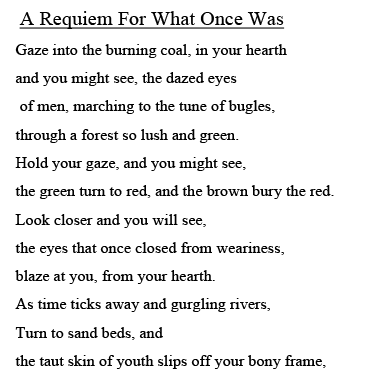 A Requiem For What Once Was
Gaze into the burning coal, in your hearth
and you might see, the dazed eyes
of men, marching to the tune of bugles,
through a forest so lush and green.
Hold your gaze, and you might see,
the green turn to red, and the brown bury the red.
Look closer and you will see,
the eyes that once closed from weariness,
blaze at you, from your hearth.
As time ticks away and gurgling rivers,
Turn to sand beds, and
the taut skin of youth slips off your bony frame,